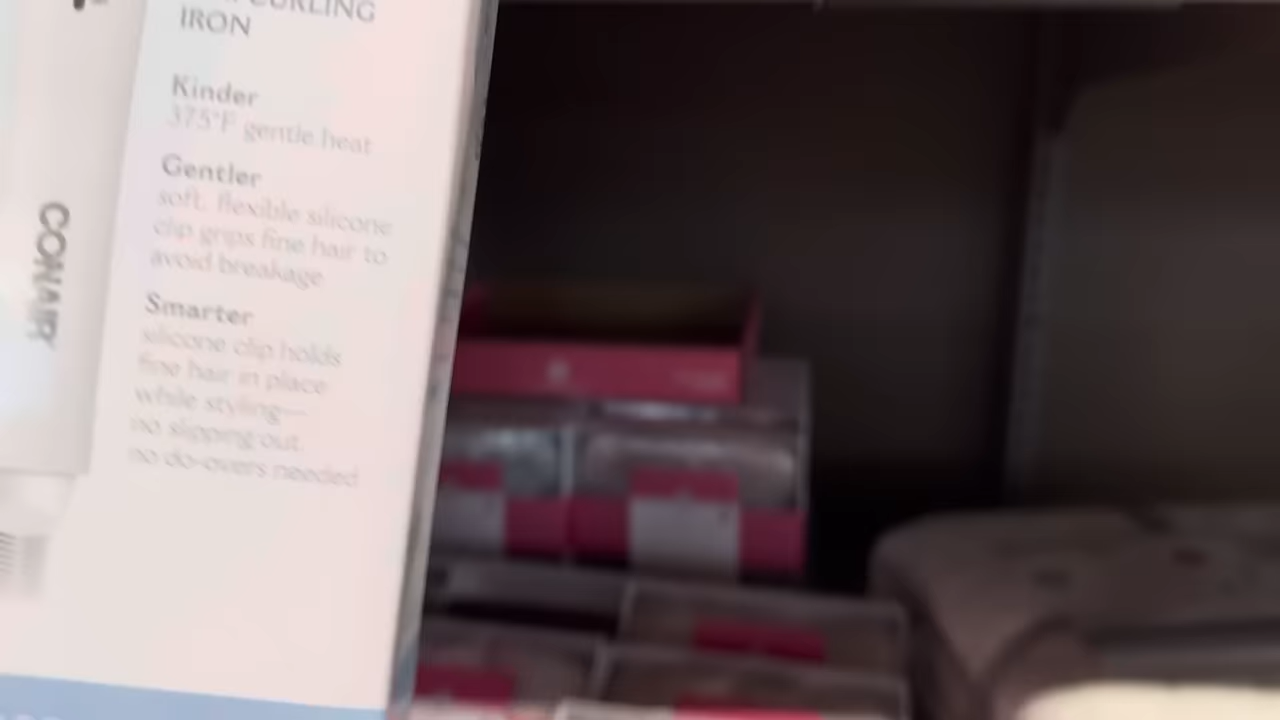 CURLING
IRON
Kinder
375°F gentle heat
Gentler
soft, flexible silicone
clip grips fine hair to
avoid breakage
Smarter
silicone clip holds
fine hair in place
while styling—
no slipping out,
no do-overs needed
CONAIR